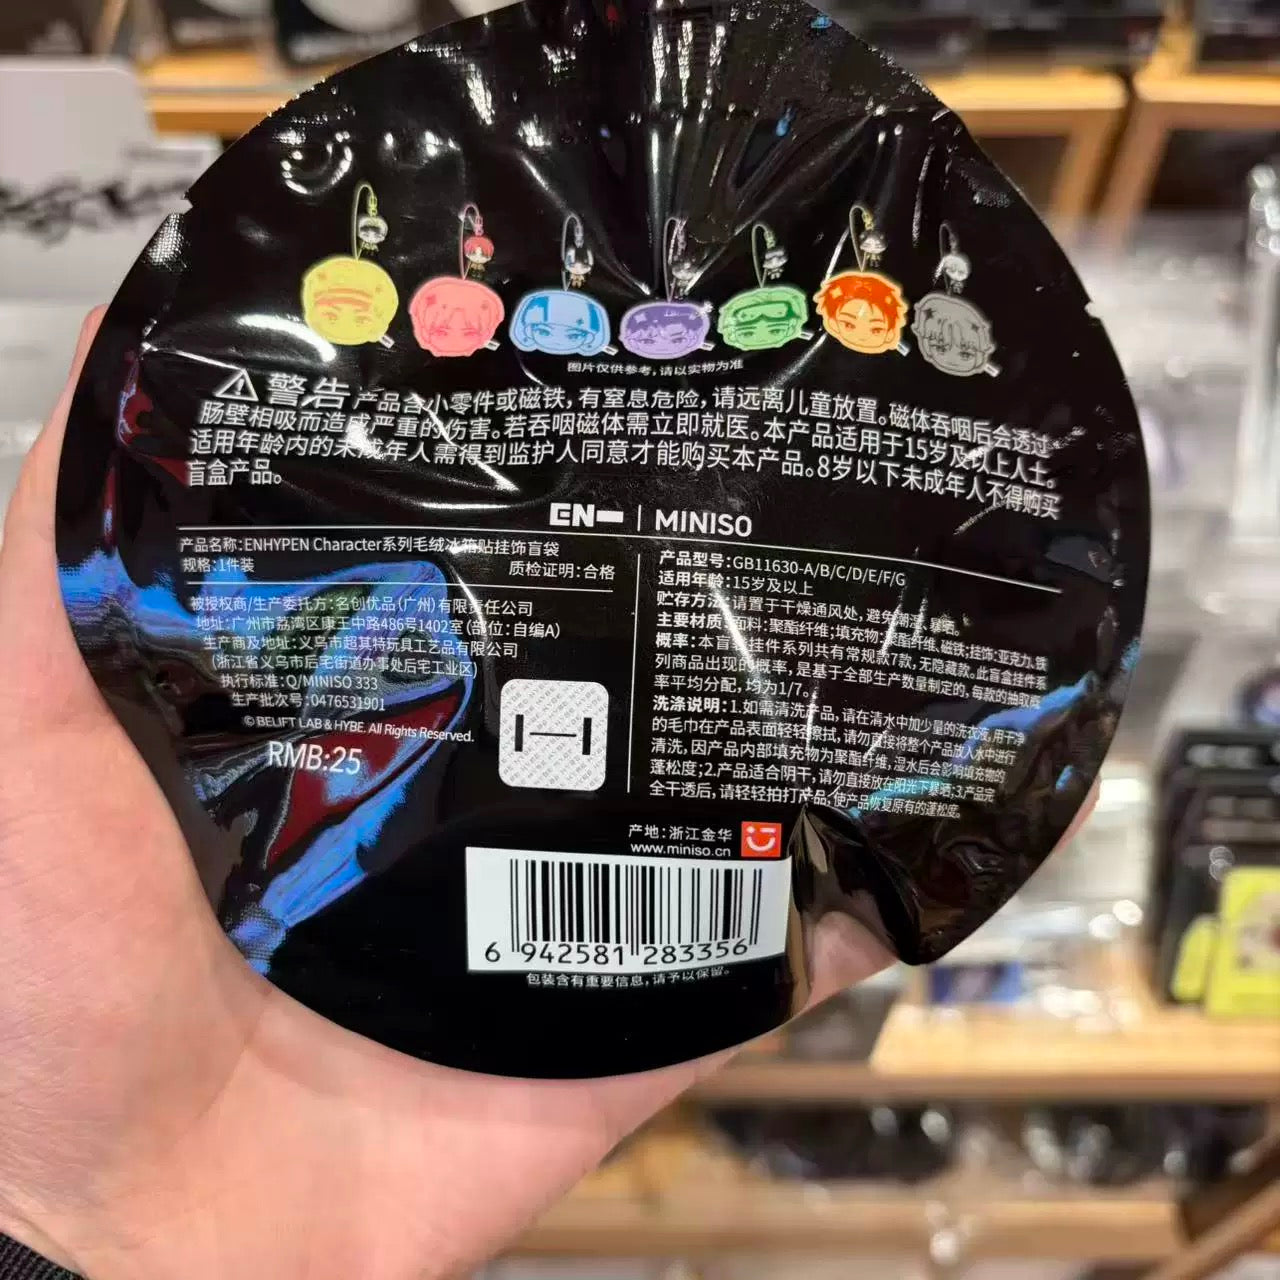 图片仅供参考,请以实物为准
警告 产品含小零件或磁铁,有窒息危险,请远离儿童放置。磁体吞咽后会透过
肠壁相吸而造成严重的伤害。若吞咽磁体需立即就医。本产品适用于15岁及以上人士。
适用年龄内的未成年人需得到监护人同意才能购买本产品。8岁以下未成年人不得购买
盲盒产品。
EN- | MINISO
产品名称:ENHYPEN Character系列毛绒冰箱贴挂饰盲袋
规格:1件装 质检证明:合格
被授权商/生产委托方:名创优品(广州)有限责任公司
地址:广州市荔湾区康王中路486号1402室(部位:自编A)
生产商及地址:义乌市超其特玩具工艺品有限公司
(浙江省义乌市后宅街道办事处后宅工业区)
执行标准:Q/MINISO 333
生产批次号:0476531901
© BELIFT LAB & HYBE. All Rights Reserved.
RMB:25
产品型号:GB11630-A/B/C/D/E/F/G
适用年龄:15岁及以上
贮存方法:请置于干燥通风处,避免潮湿、暴晒。
主要材质:面料:聚酯纤维;填充物:聚酯纤维、磁铁;挂饰:亚克力、铁
概率:本盲袋挂件系列共有常规款7款,无隐藏款。此盲盒挂件系
列商品出现的概率,是基于全部生产数量制定的,每款的抽取概
率平均分配,均为1/7。
洗涤说明:1.如需清洗产品,请在清水中加少量的洗衣液,用干净
的毛巾在产品表面轻轻擦拭,请勿直接将整个产品放入水中进行
清洗,因产品内部填充物为聚酯纤维,湿水后会影响填充物的
蓬松度;2.产品适合阴干,请勿直接放在阳光下暴晒;3.产品完
全干透后,请轻轻拍打产品,使产品恢复原有的蓬松度。
产地:浙江金华
www.miniso.cn
6 942581 283356
包装含有重要信息,请予以保留。